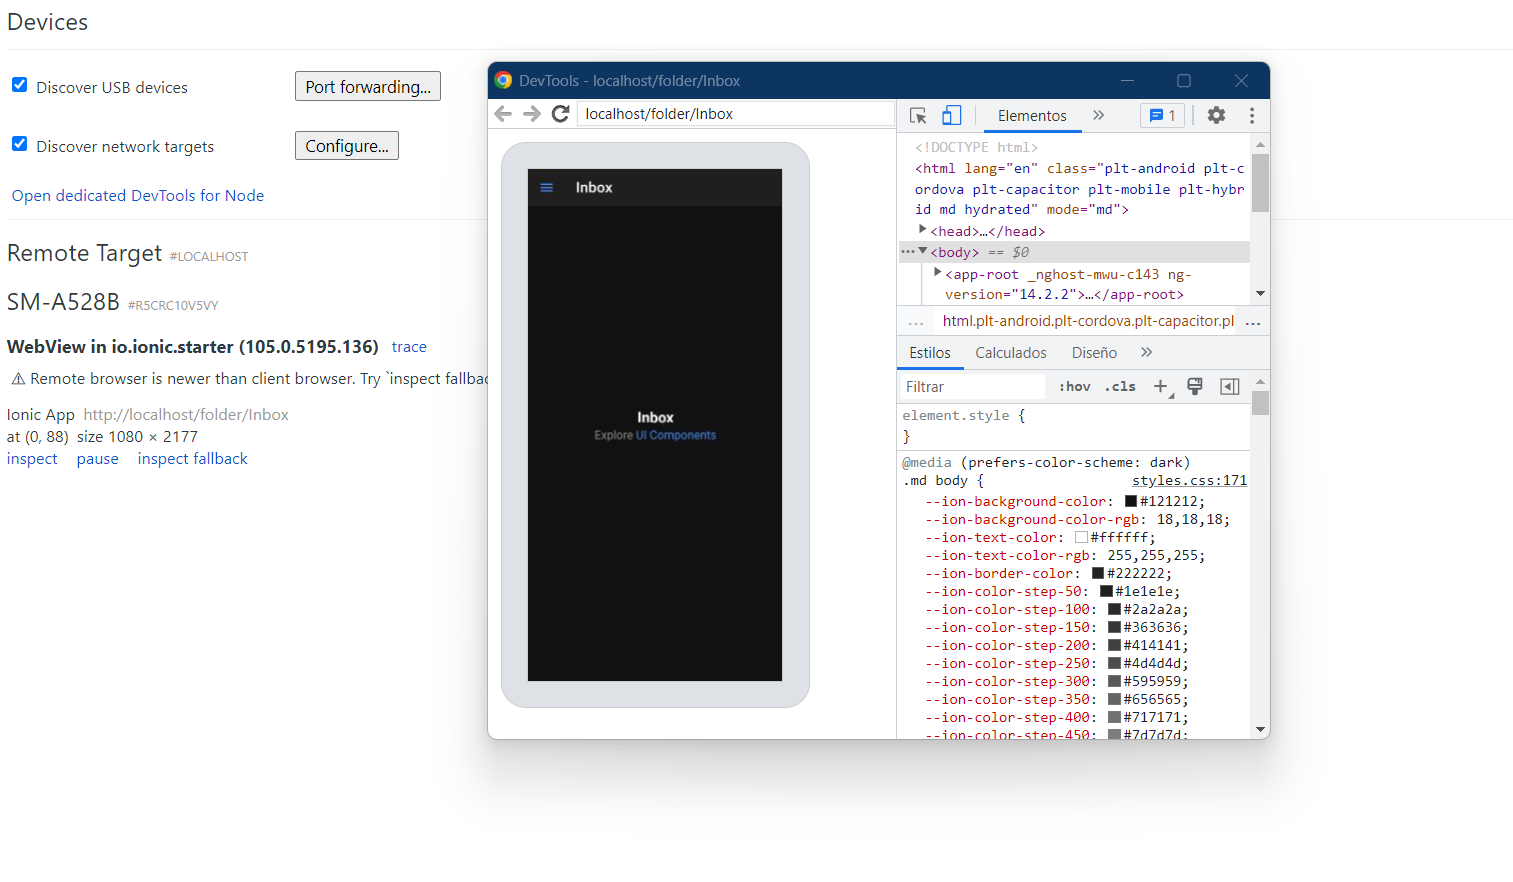 Devices
Discover USB devices
Port forwarding...
Discover network targets
Configure...
Open dedicated DevTools for Node
Remote Target #LOCALHOST
SM-A528B #R5CRC10V5VY
WebView in io.ionic.starter (105.0.5195.136) trace
⚠ Remote browser is newer than client browser. Try `inspect fallbac
Ionic App http://localhost/folder/Inbox
at (0, 88) size 1080 × 2177
inspect pause inspect fallback
DevTools - localhost/folder/Inbox
localhost/folder/Inbox
Inbox
Inbox
Explore UI Components
Elementos » 1
<!DOCTYPE html>
<html lang="en" class="plt-android plt-c
ordova plt-capacitor plt-mobile plt-hybr
id md hydrated" mode="md">
<head>…</head>
<body> == $0
<app-root _nghost-mwu-c143 ng-
version="14.2.2">…</app-root>
... html.plt-android.plt-cordova.plt-capacitor.pl ...
Estilos Calculados Diseño »
Filtrar :hov .cls +
element.style {
}
@media (prefers-color-scheme: dark)
.md body { styles.css:171
--ion-background-color: #121212;
--ion-background-color-rgb: 18,18,18;
--ion-text-color: #ffffff;
--ion-text-color-rgb: 255,255,255;
--ion-border-color: #222222;
--ion-color-step-50: #1e1e1e;
--ion-color-step-100: #2a2a2a;
--ion-color-step-150: #363636;
--ion-color-step-200: #414141;
--ion-color-step-250: #4d4d4d;
--ion-color-step-300: #595959;
--ion-color-step-350: #656565;
--ion-color-step-400: #717171;
--ion-color-step-450: #7d7d7d;